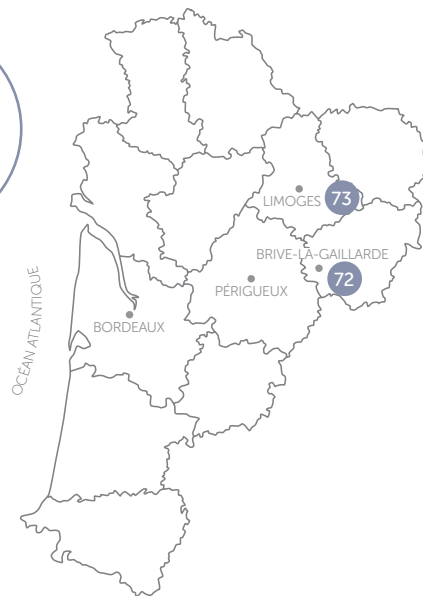 LIMOGES 73
BRIVE-LA-GAILLARDE
72
PÉRIGUEUX
BORDEAUX
OCÉAN ATLANTIQUE